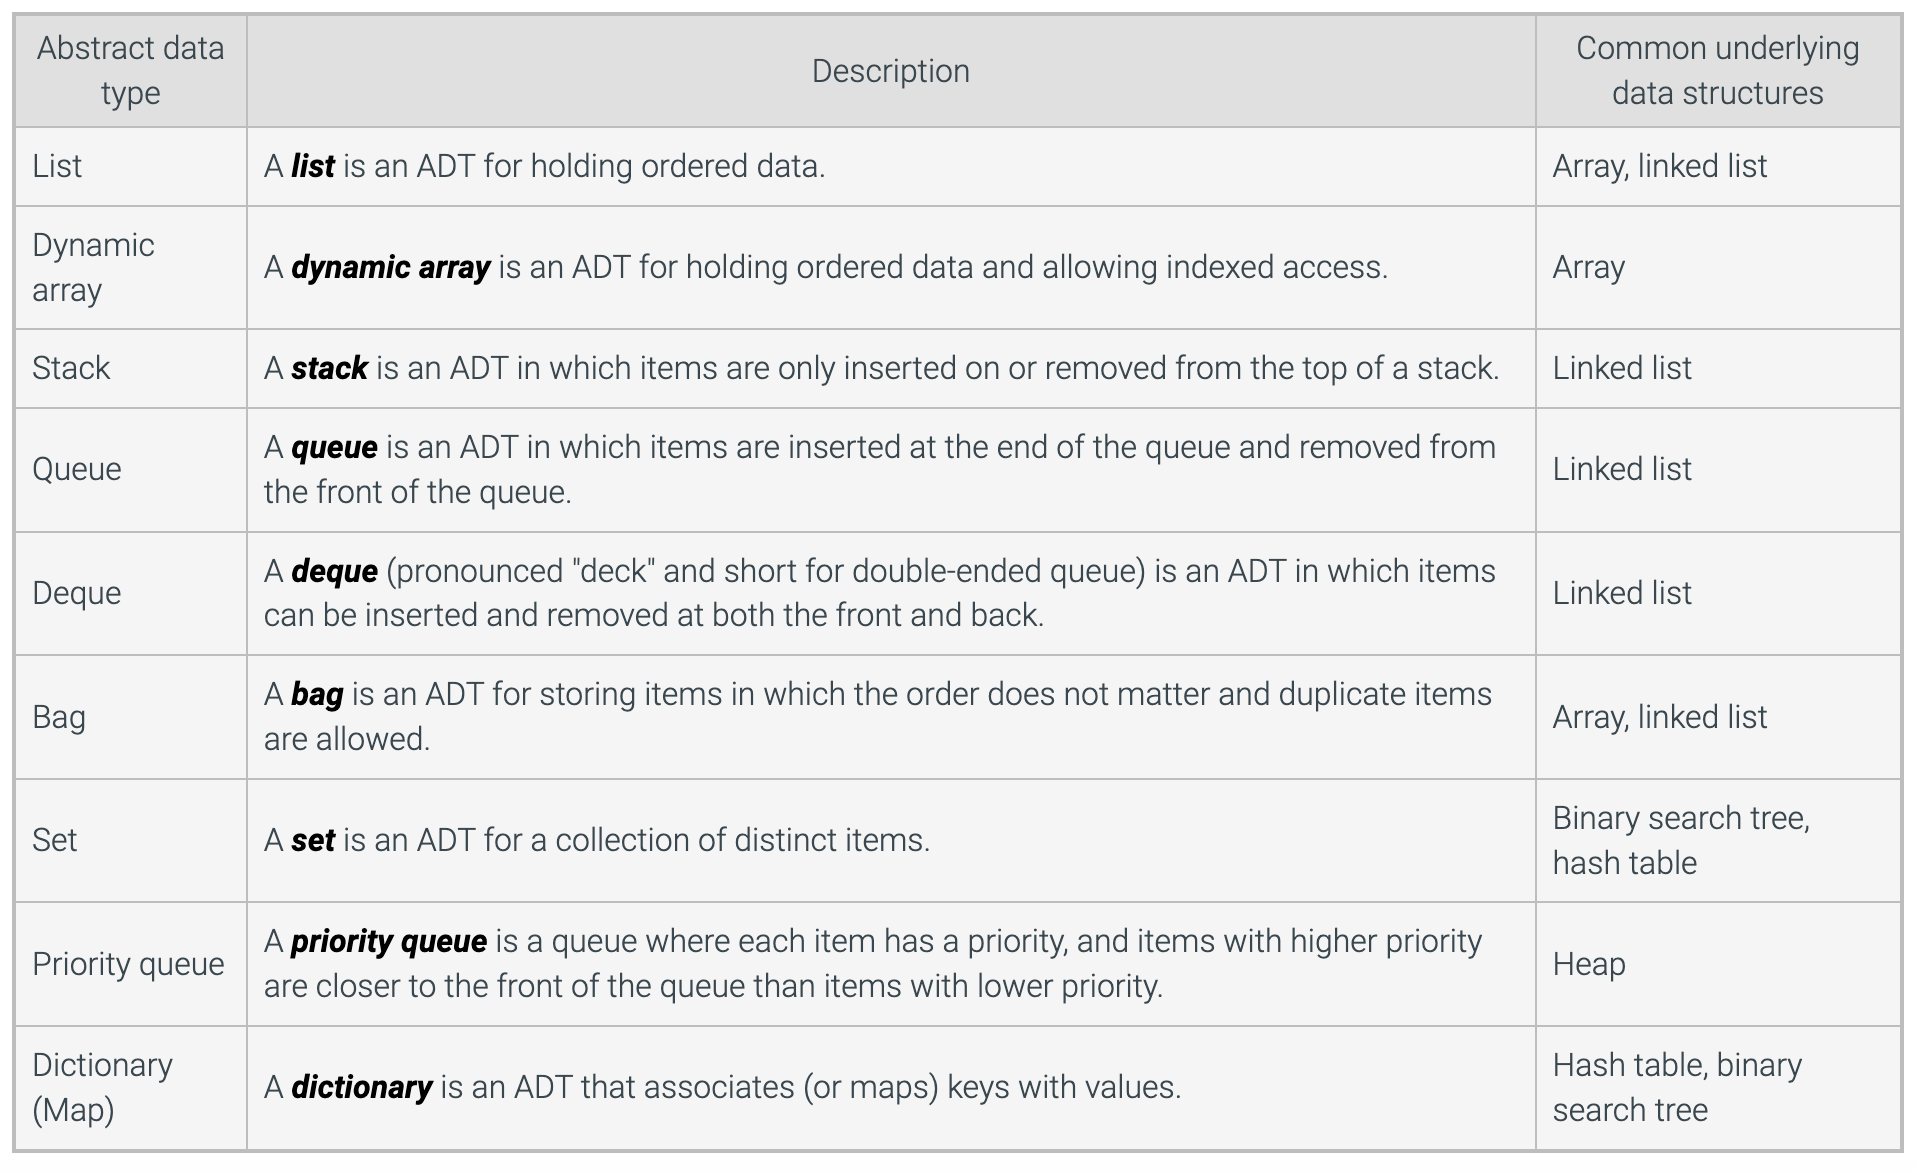 Abstract data
type
Description
Common underlying
data structures
List
A list is an ADT for holding ordered data.
Array, linked list
Dynamic
array
A dynamic array is an ADT for holding ordered data and allowing indexed access.
Array
Stack
A stack is an ADT in which items are only inserted on or removed from the top of a stack.
Linked list
Queue
A queue is an ADT in which items are inserted at the end of the queue and removed from
the front of the queue.
Linked list
Deque
A deque (pronounced "deck" and short for double-ended queue) is an ADT in which items
can be inserted and removed at both the front and back.
Linked list
Bag
A bag is an ADT for storing items in which the order does not matter and duplicate items
are allowed.
Array, linked list
Set
A set is an ADT for a collection of distinct items.
Binary search tree,
hash table
Priority queue
A priority queue is a queue where each item has a priority, and items with higher priority
are closer to the front of the queue than items with lower priority.
Heap
Dictionary
(Map)
A dictionary is an ADT that associates (or maps) keys with values.
Hash table, binary
search tree